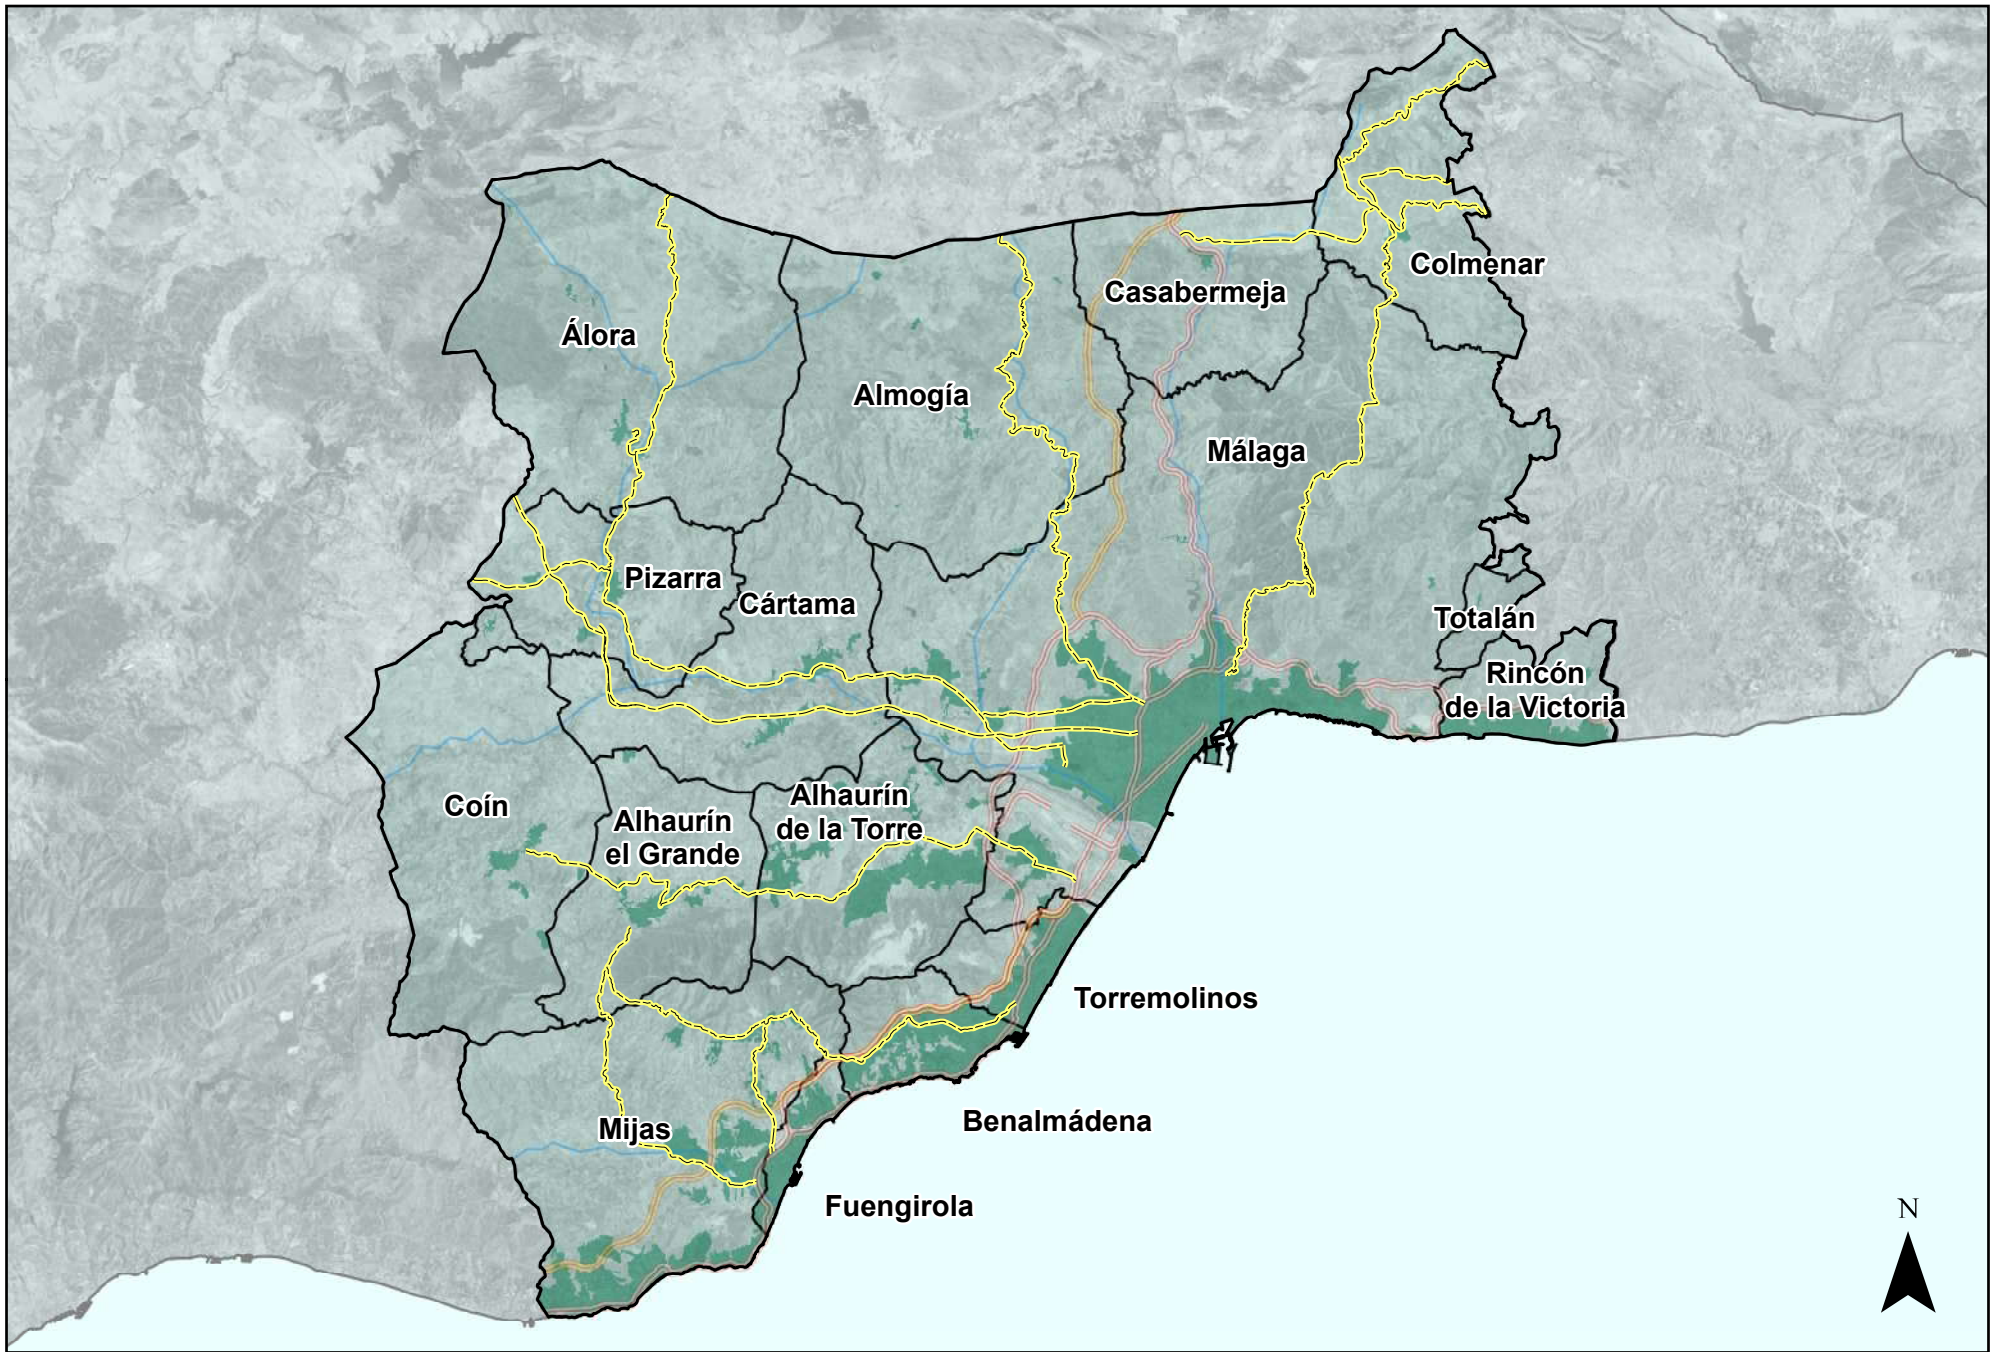 Colmenar
Casabermeja
Álora
Almogía
Málaga
Pizarra
Cártama
Totalán
Rincón
de la Victoria
Coín
Alhaurín
el Grande
Alhaurín
de la Torre
Torremolinos
Benalmádena
Mijas
Fuengirola
N